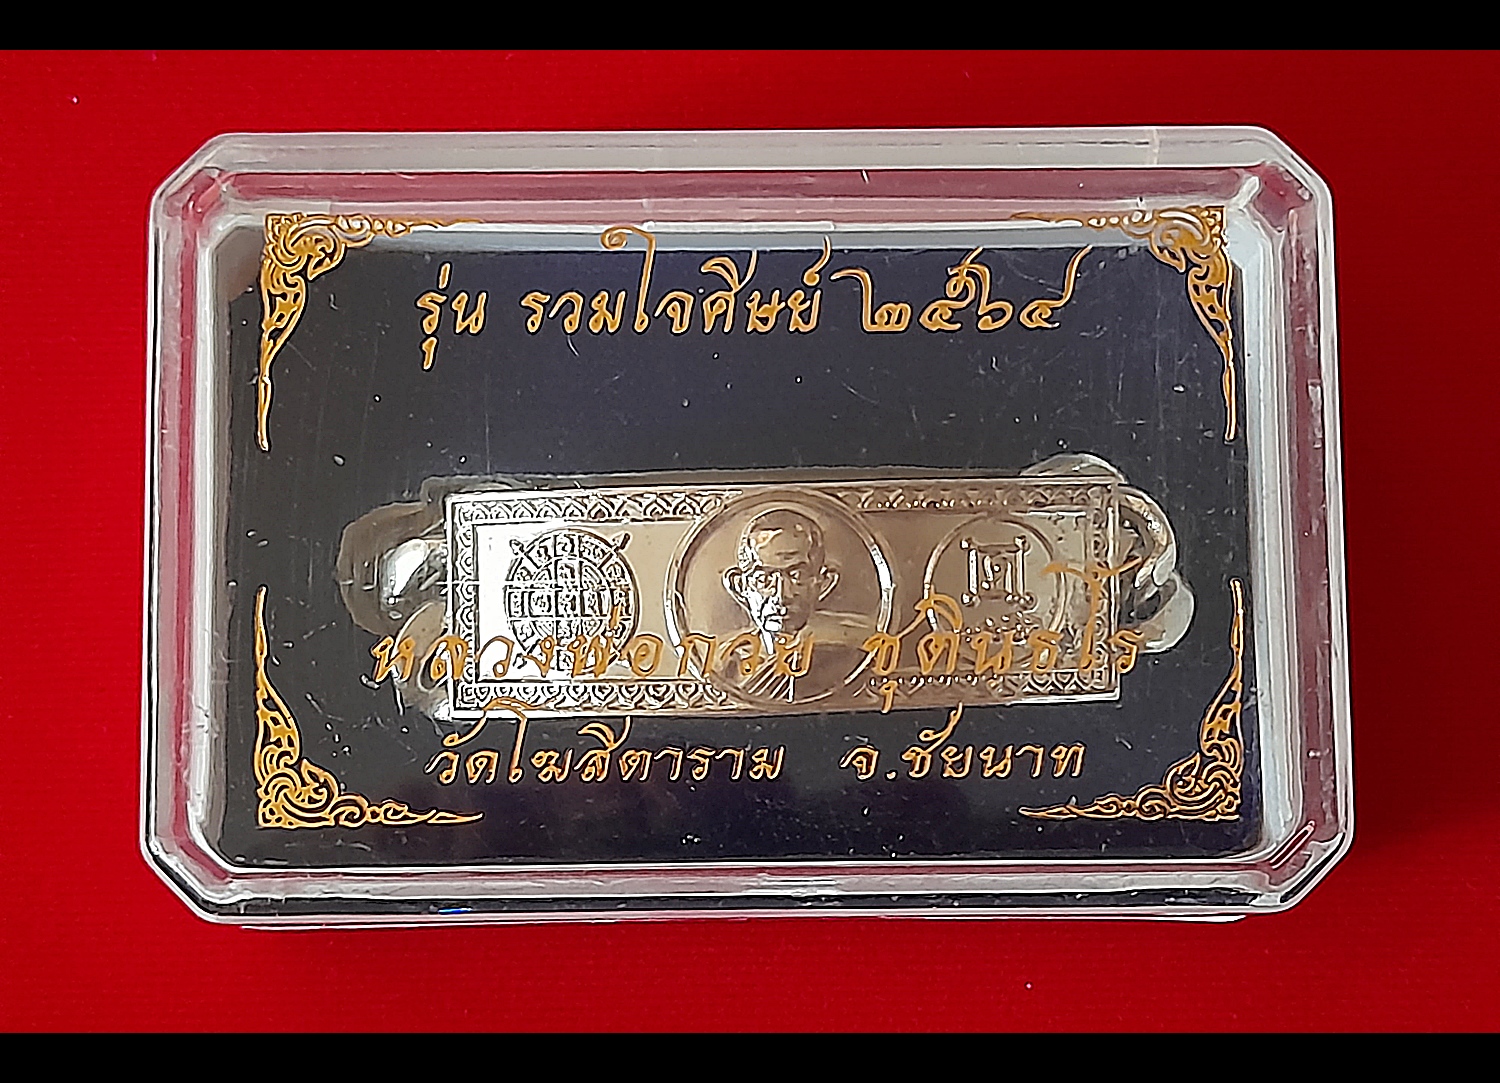 รุ่น รวมใจศิษย์ ๒๕๖๔
หลวงพ่อกวย ชุตินฺธโร
วัดโฆสิตาราม จ.ชัยนาท